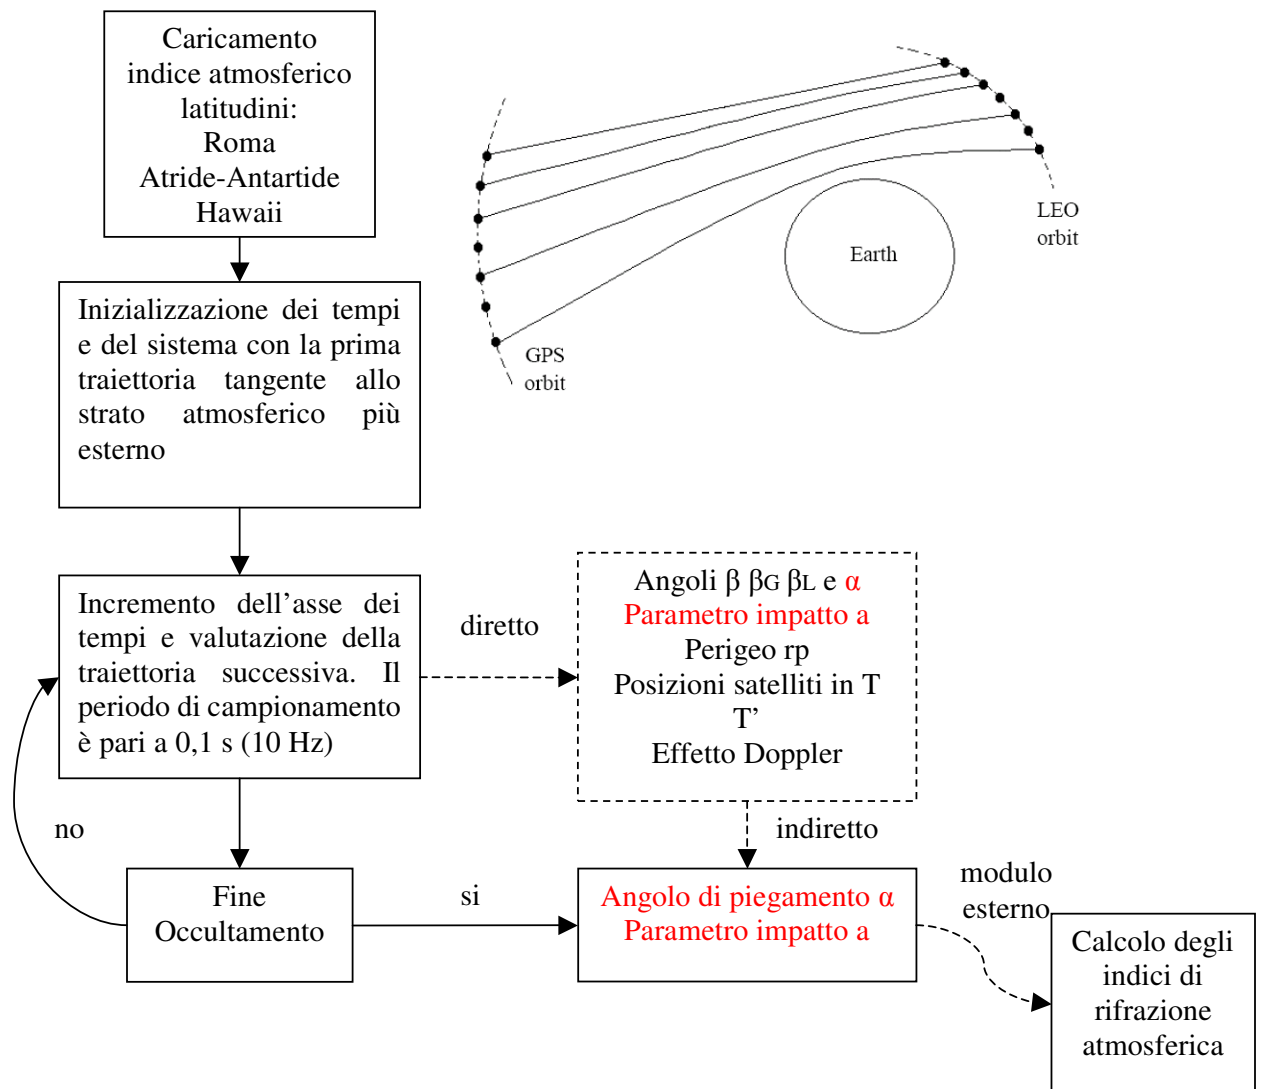 Caricamento
indice atmosferico
latitudini:
Roma
Atride-Antartide
Hawaii
LEO
orbit
Earth
GPS
orbit
Inizializzazione dei tempi
e del sistema con la prima
traiettoria tangente allo
strato atmosferico più
esterno
Incremento dell'asse dei
tempi e valutazione della
traiettoria successiva. Il
periodo di campionamento
è pari a 0,1 s (10 Hz)
diretto
Angoli β βG βL e α
Parametro impatto a
Perigeo rp
Posizioni satelliti in T
T’
Effetto Doppler
no
indiretto
Fine
Occultamento
si
Angolo di piegamento α
Parametro impatto a
modulo
esterno
Calcolo degli
indici di
rifrazione
atmosferica